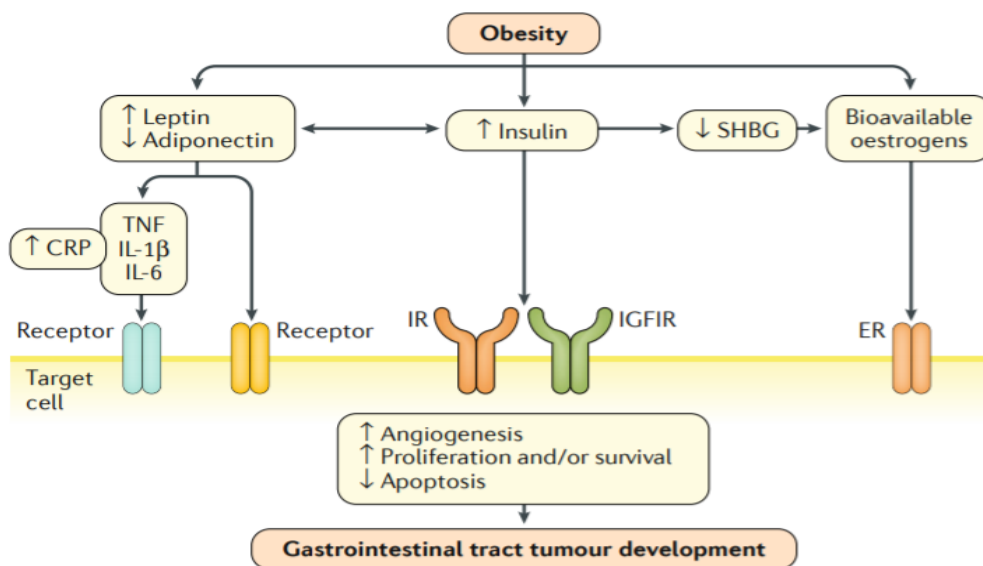 Obesity
↑ Leptin
↓ Adiponectin
↑ Insulin
↓ SHBG
Bioavailable
oestrogens
↑ CRP
TNF
IL-1β
IL-6
Receptor
Receptor
IR
IGFIR
ER
Target
cell
↑ Angiogenesis
↑ Proliferation and/or survival
↓ Apoptosis
Gastrointestinal tract tumour development